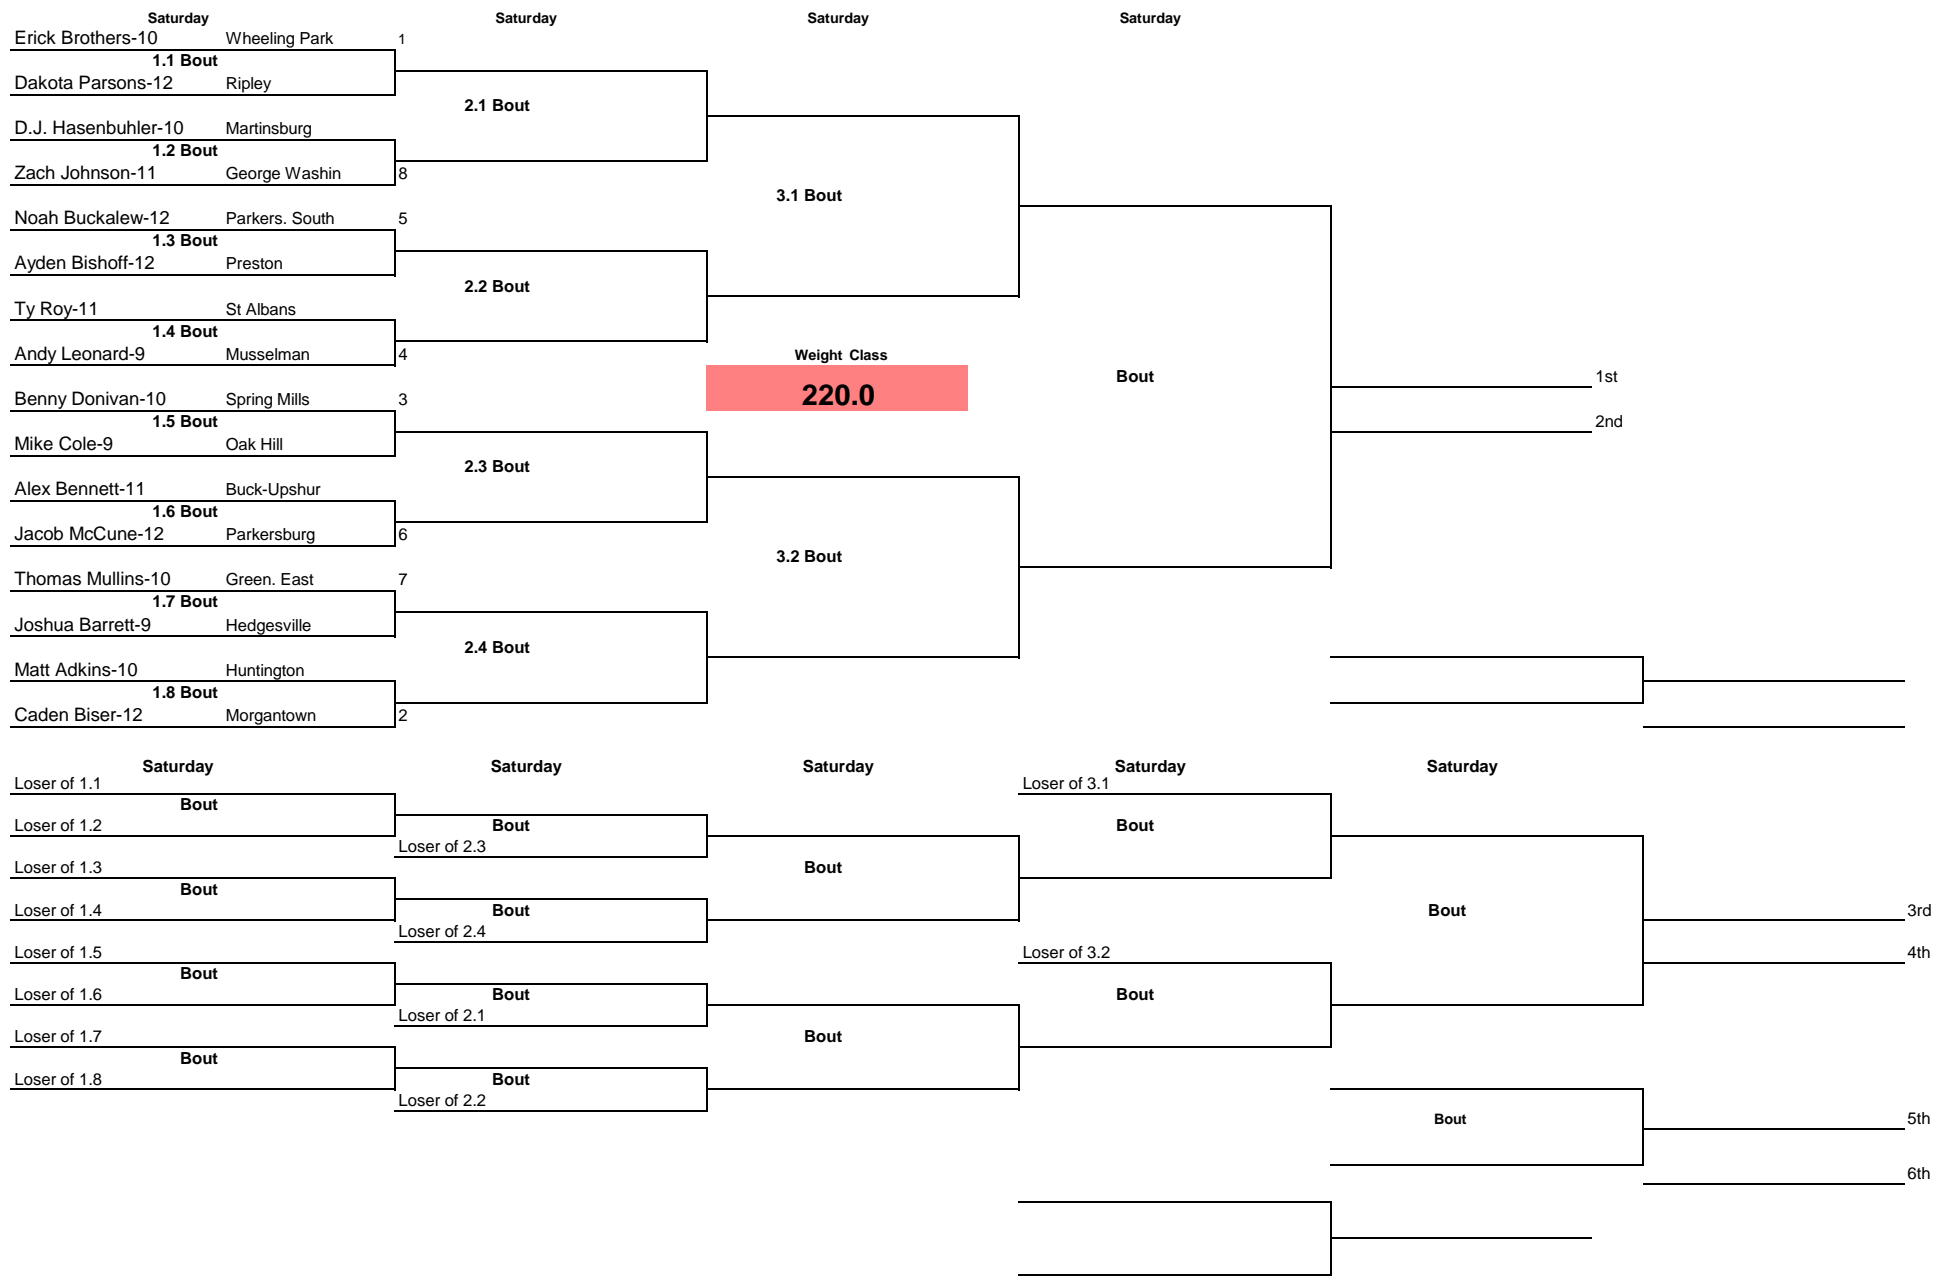 Saturday Saturday Saturday Saturday
Erick Brothers-10 Wheeling Park 1
1.1 Bout
Dakota Parsons-12 Ripley
2.1 Bout
D.J. Hasenbuhler-10 Martinsburg
1.2 Bout
Zach Johnson-11 George Washin 8
3.1 Bout
Noah Buckalew-12 Parkers. South 5
1.3 Bout
Ayden Bishoff-12 Preston
2.2 Bout
Ty Roy-11 St Albans
1.4 Bout
Andy Leonard-9 Musselman 4 Weight Class
Bout 1st
220.0
Benny Donivan-10 Spring Mills 3
1.5 Bout 2nd
Mike Cole-9 Oak Hill
2.3 Bout
Alex Bennett-11 Buck-Upshur
1.6 Bout
Jacob McCune-12 Parkersburg 6
3.2 Bout
Thomas Mullins-10 Green. East 7
1.7 Bout
Joshua Barrett-9 Hedgesville
2.4 Bout
Matt Adkins-10 Huntington
1.8 Bout
Caden Biser-12 Morgantown 2
Saturday Saturday Saturday Saturday Saturday
Loser of 1.1 Loser of 3.1
Bout
Loser of 1.2 Bout Bout
Loser of 2.3
Loser of 1.3 Bout
Bout
Loser of 1.4 Bout Bout 3rd
Loser of 2.4
Loser of 1.5 Loser of 3.2 4th
Bout
Loser of 1.6 Bout Bout
Loser of 2.1
Loser of 1.7 Bout
Bout
Loser of 1.8 Bout
Loser of 2.2
Bout 5th
6th